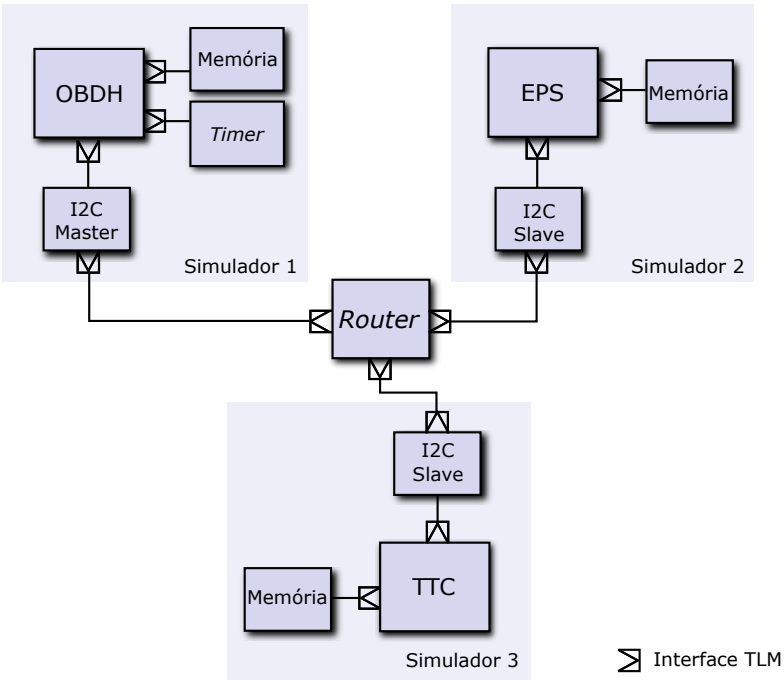 OBDH
Memória
Timer
I2C
Master
Simulador 1
EPS
Memória
I2C
Slave
Simulador 2
Router
I2C
Slave
Memória
TTC
Simulador 3
Interface TLM